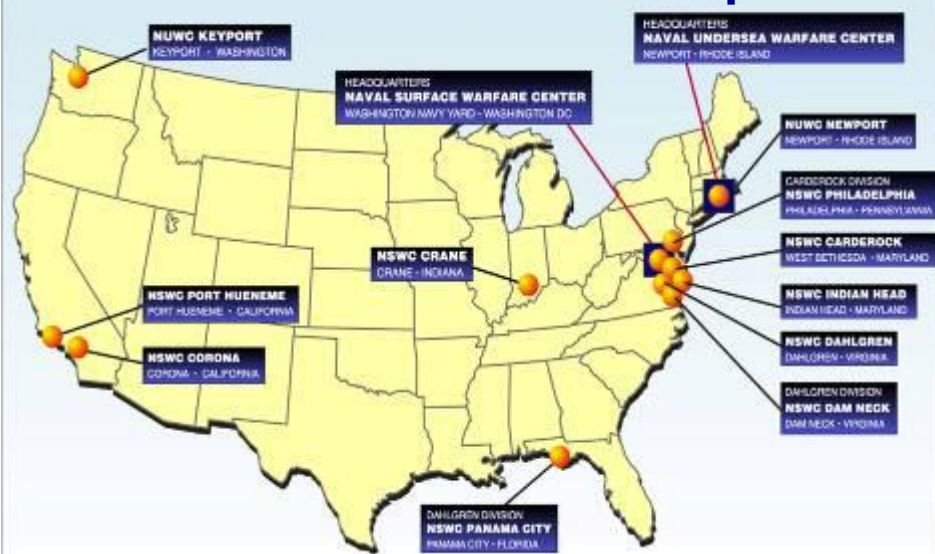 NUWC KEYPORT
KEYPORT - WASHINGTON
HEADQUARTERS
NAVAL UNDERSEA WARFARE CENTER
NEWPORT - RHODE ISLAND
HEADQUARTERS
NAVAL SURFACE WARFARE CENTER
WASHINGTON NAVY YARD - WASHINGTON DC
NUWC NEWPORT
NEWPORT - RHODE ISLAND
CARDEROCK DIVISION
NSWC PHILADELPHIA
PHILADELPHIA - PENNSYLVANIA
NSWC CRANE
CRANE - INDIANA
NSWC CARDEROCK
WEST BETHESDA - MARYLAND
NSWC PORT HUENEME
PORT HUENEME - CALIFORNIA
NSWC INDIAN HEAD
INDIAN HEAD - MARYLAND
NSWC CORONA
CORONA - CALIFORNIA
NSWC DAHLGREN
DAHLGREN - VIRGINIA
DAHLGREN DIVISION
NSWC DAM NECK
DAM NECK - VIRGINIA
DAHLGREN DIVISION
NSWC PANAMA CITY
PANAMA CITY - FLORIDA